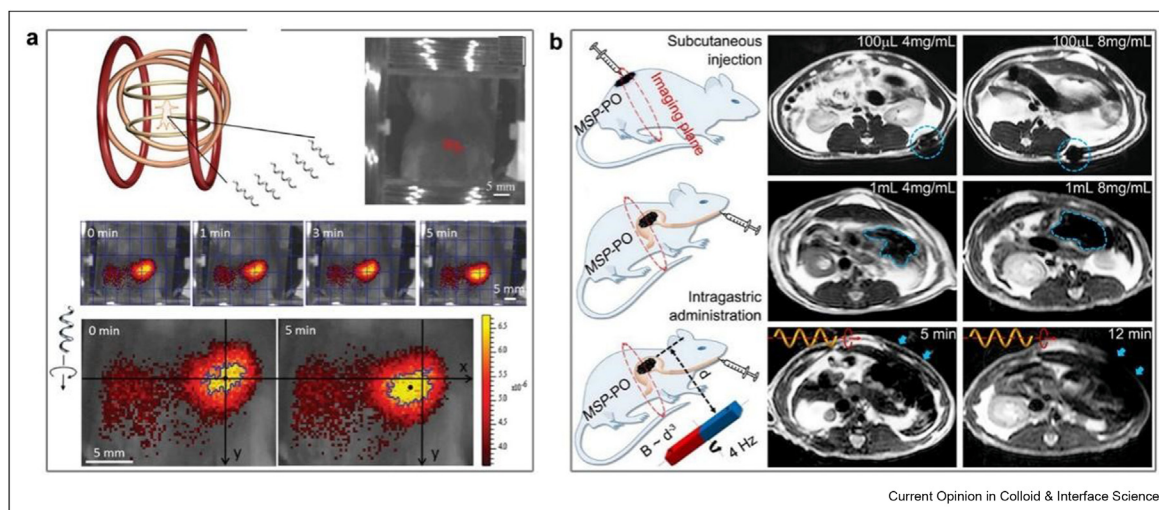 a
5 mm
0 min
1 min
3 min
5 min
5 mm
0 min
5 min
x
y
y
5 mm
6.5
6.0
5.5
5.0
4.5
4.0
b
Subcutaneous
injection
MSP-PO
Imaging plane
100μL 4mg/mL
100μL 8mg/mL
MSP-PO
1mL 4mg/mL
1mL 8mg/mL
Intragastric
administration
MSP-PO
d
B ~ d⁻³
4 Hz
5 min
12 min
Current Opinion in Colloid & Interface Science